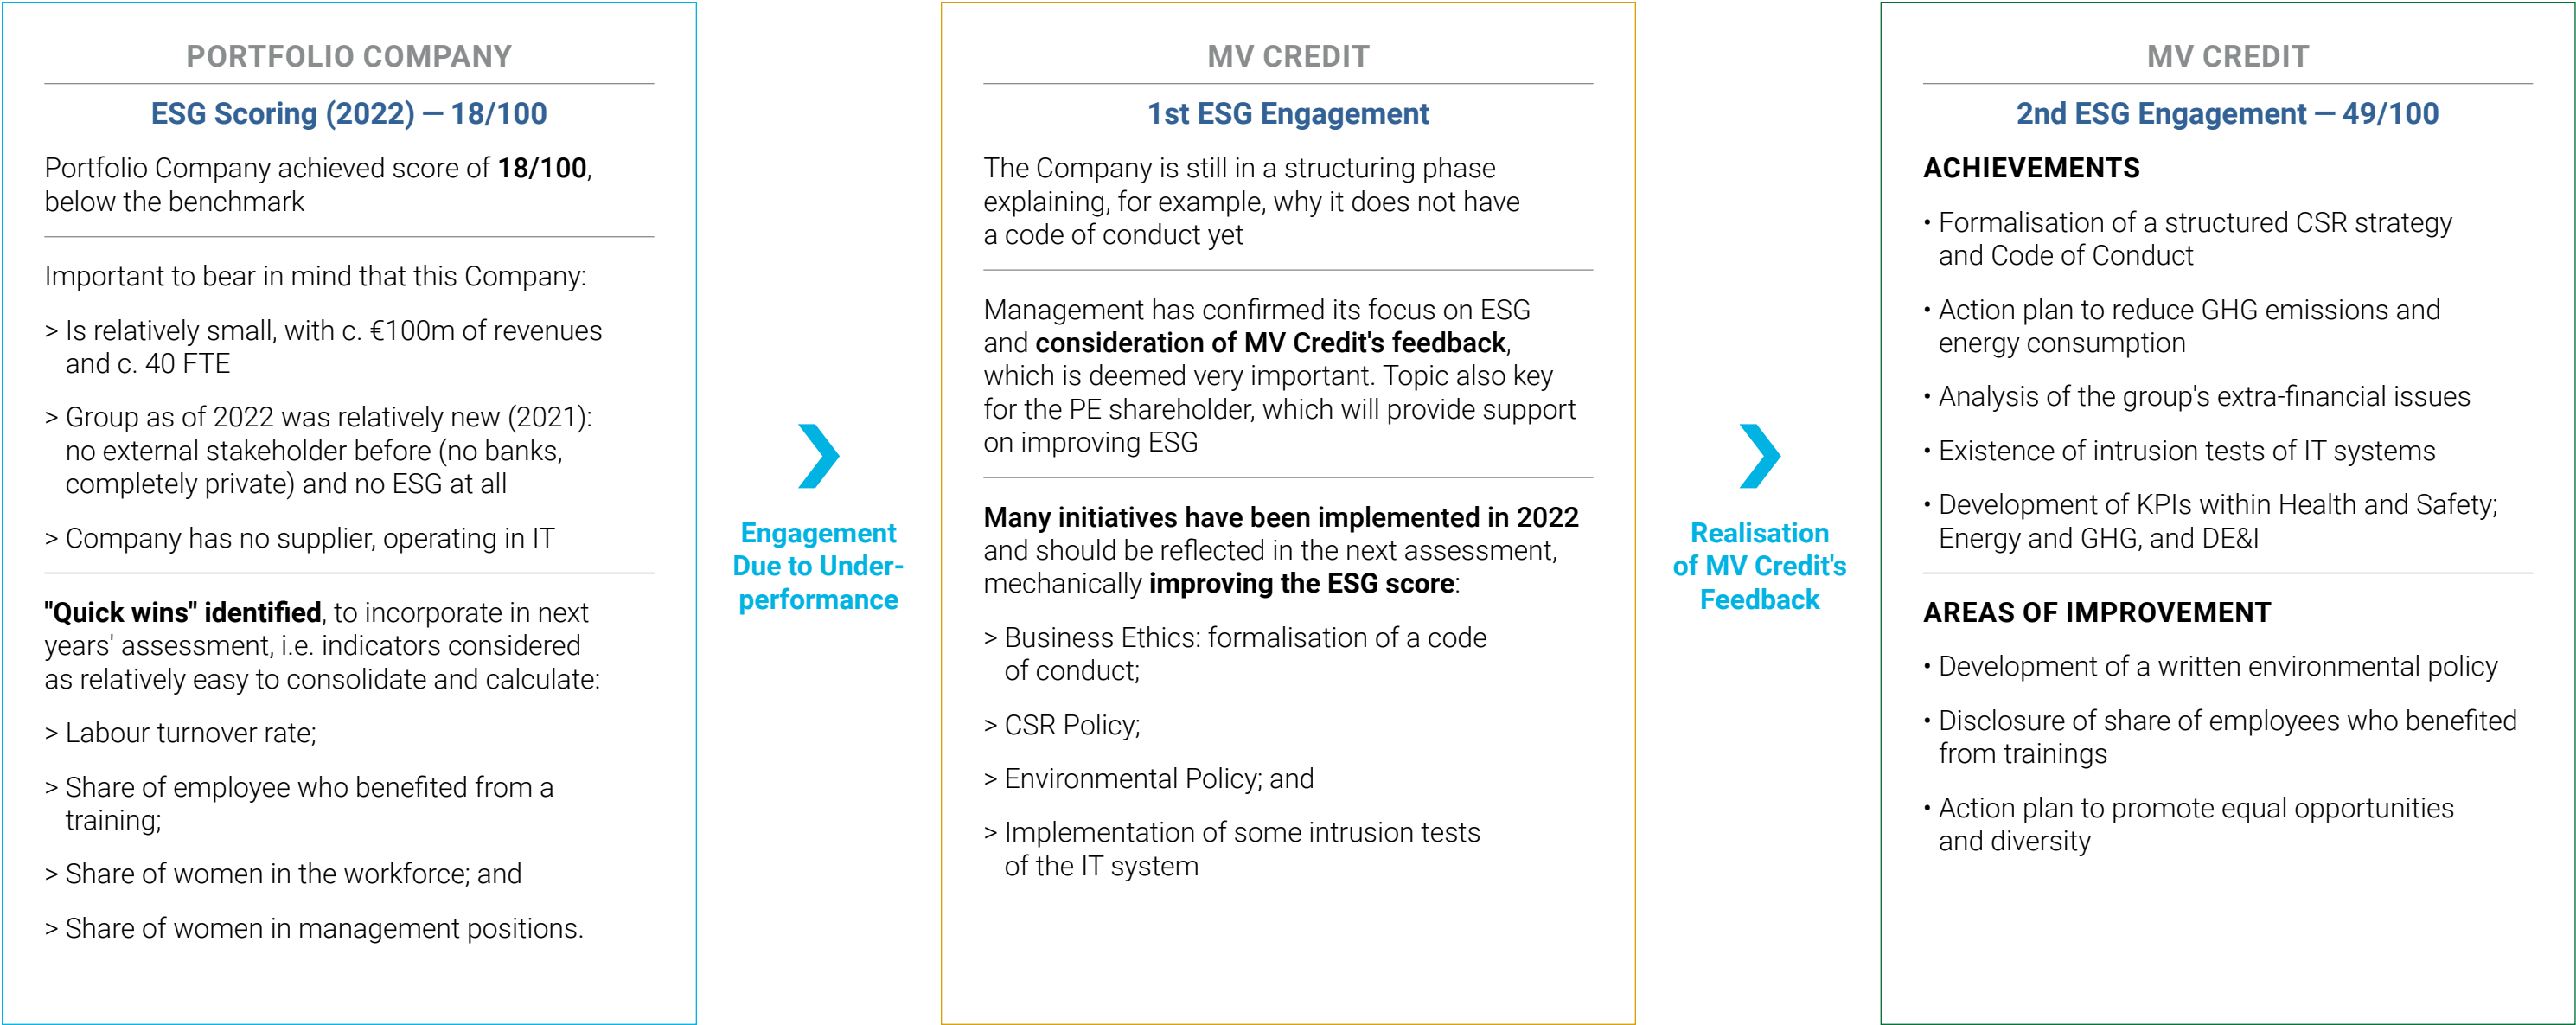 PORTFOLIO COMPANY
ESG Scoring (2022) — 18/100
Portfolio Company achieved score of 18/100,
below the benchmark
Important to bear in mind that this Company:
> Is relatively small, with c. €100m of revenues
and c. 40 FTE
> Group as of 2022 was relatively new (2021):
no external stakeholder before (no banks,
completely private) and no ESG at all
> Company has no supplier, operating in IT
"Quick wins" identified, to incorporate in next
years' assessment, i.e. indicators considered
as relatively easy to consolidate and calculate:
> Labour turnover rate;
> Share of employee who benefited from a
training;
> Share of women in the workforce; and
> Share of women in management positions.
Engagement
Due to Under-
performance
MV CREDIT
1st ESG Engagement
The Company is still in a structuring phase
explaining, for example, why it does not have
a code of conduct yet
Management has confirmed its focus on ESG
and consideration of MV Credit's feedback,
which is deemed very important. Topic also key
for the PE shareholder, which will provide support
on improving ESG
Many initiatives have been implemented in 2022
and should be reflected in the next assessment,
mechanically improving the ESG score:
> Business Ethics: formalisation of a code
of conduct;
> CSR Policy;
> Environmental Policy; and
> Implementation of some intrusion tests
of the IT system
Realisation
of MV Credit's
Feedback
MV CREDIT
2nd ESG Engagement — 49/100
ACHIEVEMENTS
• Formalisation of a structured CSR strategy
and Code of Conduct
• Action plan to reduce GHG emissions and
energy consumption
• Analysis of the group's extra-financial issues
• Existence of intrusion tests of IT systems
• Development of KPIs within Health and Safety;
Energy and GHG, and DE&I
AREAS OF IMPROVEMENT
• Development of a written environmental policy
• Disclosure of share of employees who benefited
from trainings
• Action plan to promote equal opportunities
and diversity